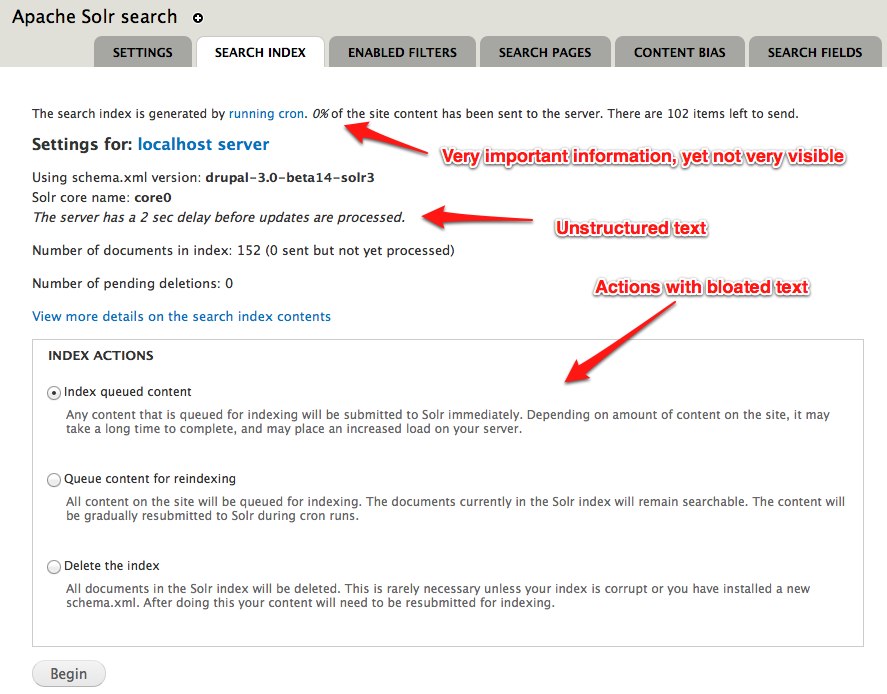 Apache Solr search
SETTINGS
SEARCH INDEX
ENABLED FILTERS
SEARCH PAGES
CONTENT BIAS
SEARCH FIELDS
The search index is generated by running cron. 0% of the site content has been sent to the server. There are 102 items left to send.
Settings for: localhost server
Very important information, yet not very visible
Using schema.xml version: drupal-3.0-beta14-solr3
Solr core name: core0
The server has a 2 sec delay before updates are processed.
Unstructured text
Number of documents in index: 152 (0 sent but not yet processed)
Number of pending deletions: 0
Actions with bloated text
View more details on the search index contents
INDEX ACTIONS
Index queued content
Any content that is queued for indexing will be submitted to Solr immediately. Depending on amount of content on the site, it may
take a long time to complete, and may place an increased load on your server.
Queue content for reindexing
All content on the site will be queued for indexing. The documents currently in the Solr index will remain searchable. The content will
be gradually resubmitted to Solr during cron runs.
Delete the index
All documents in the Solr index will be deleted. This is rarely necessary unless your index is corrupt or you have installed a new
schema.xml. After doing this your content will need to be resubmitted for indexing.
Begin